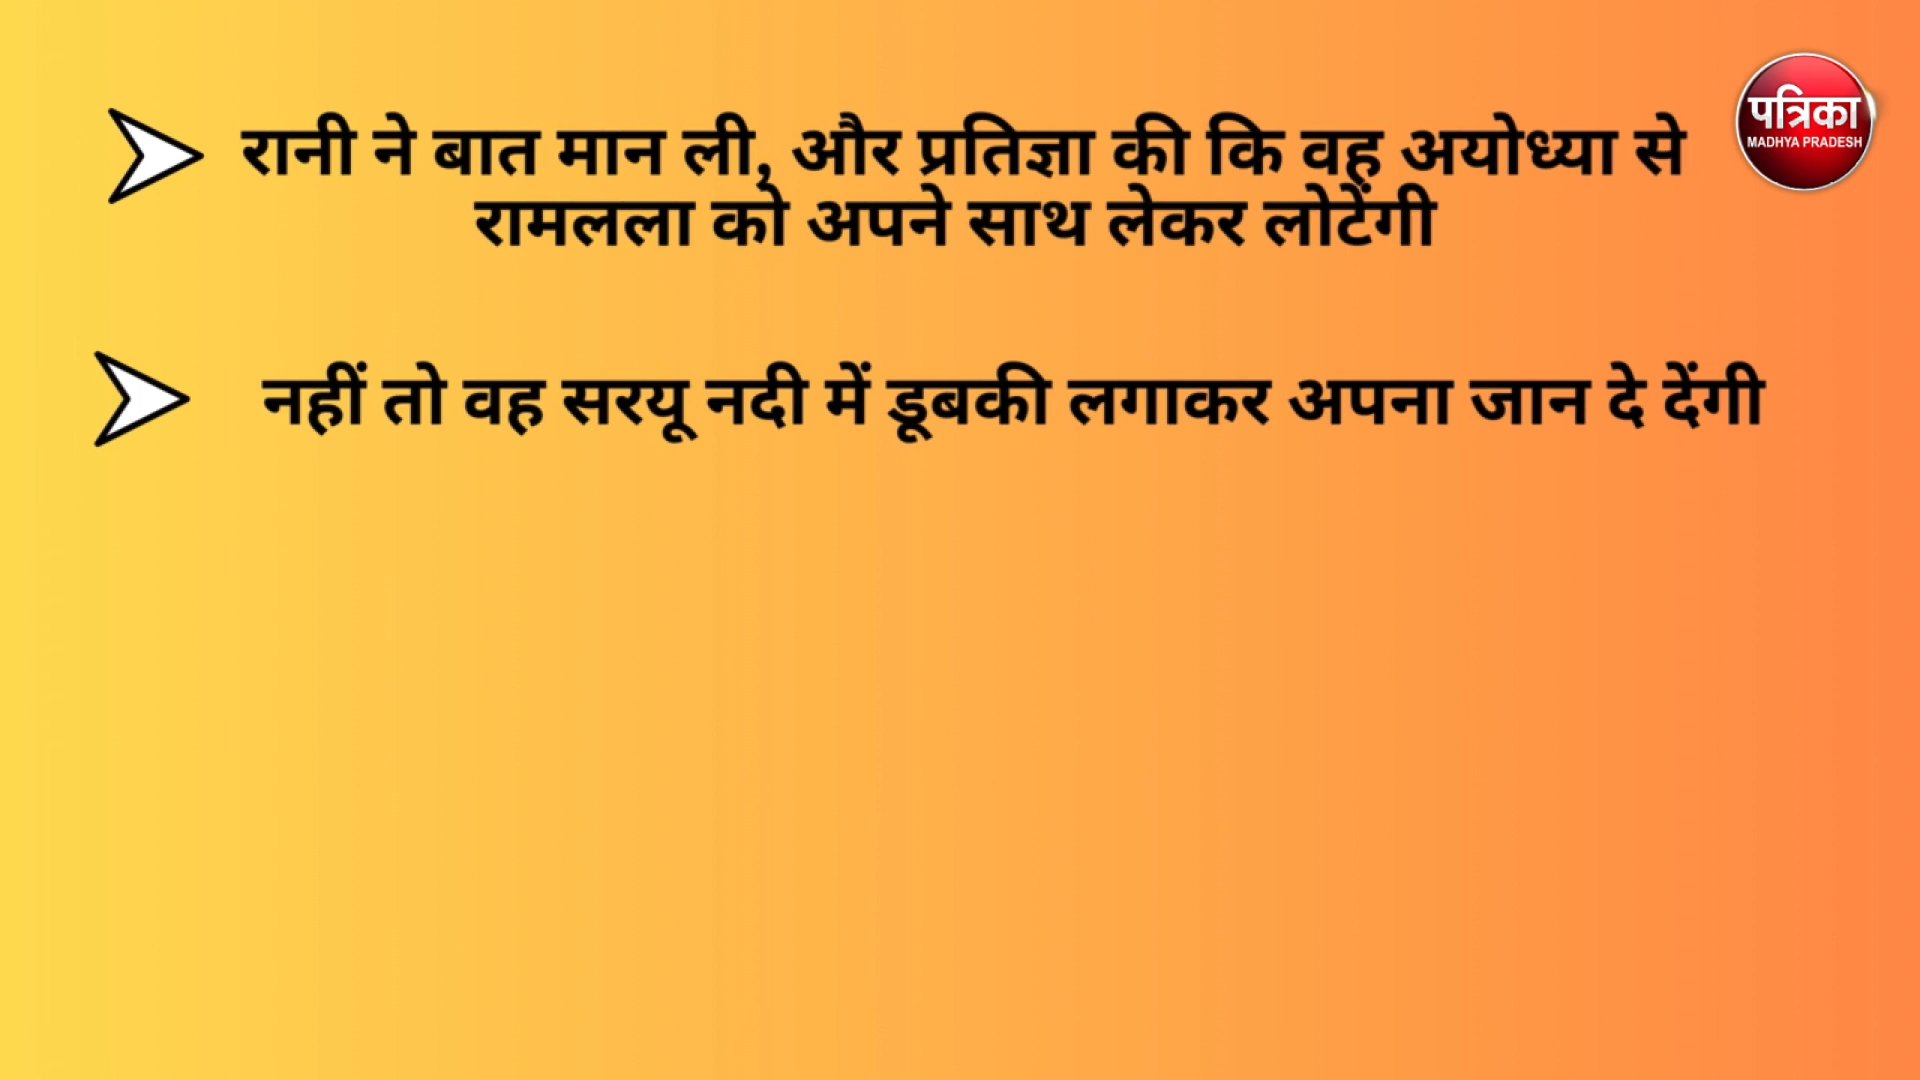 रानी ने बात मान ली, और प्रतिज्ञा की कि वह अयोध्या से
रामलला को अपने साथ लेकर लोटेंगी
नहीं तो वह सरयू नदी में डूबकी लगाकर अपना जान दे देंगी
पत्रिका
MADHYA PRADESH